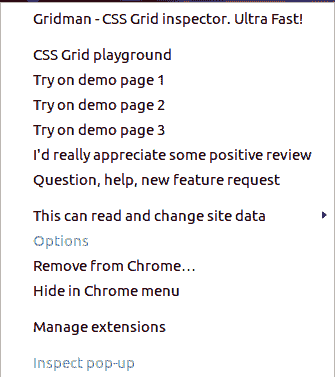 Gridman - CSS Grid inspector. Ultra Fast!
CSS Grid playground
Try on demo page 1
Try on demo page 2
Try on demo page 3
I'd really appreciate some positive review
Question, help, new feature request
This can read and change site data
Options
Remove from Chrome...
Hide in Chrome menu
Manage extensions
Inspect pop-up